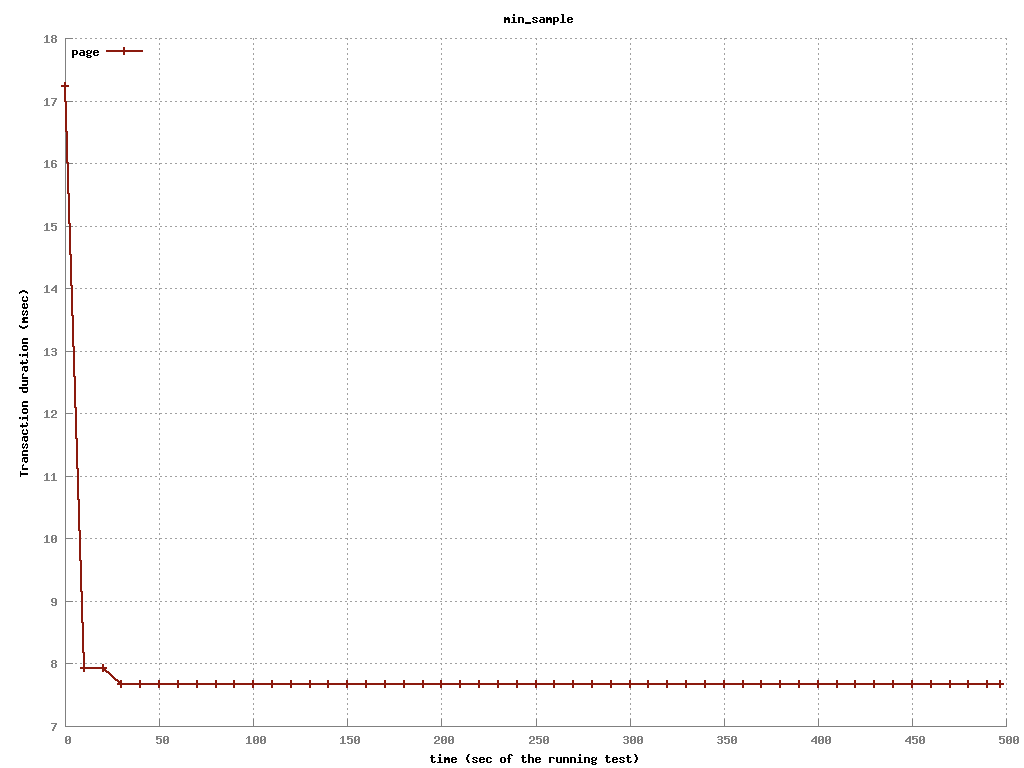 min_sample
page
18
17
16
15
14
13
12
11
10
9
8
7
Transaction duration (msec)
0 50 100 150 200 250 300 350 400 450 500
time (sec of the running test)